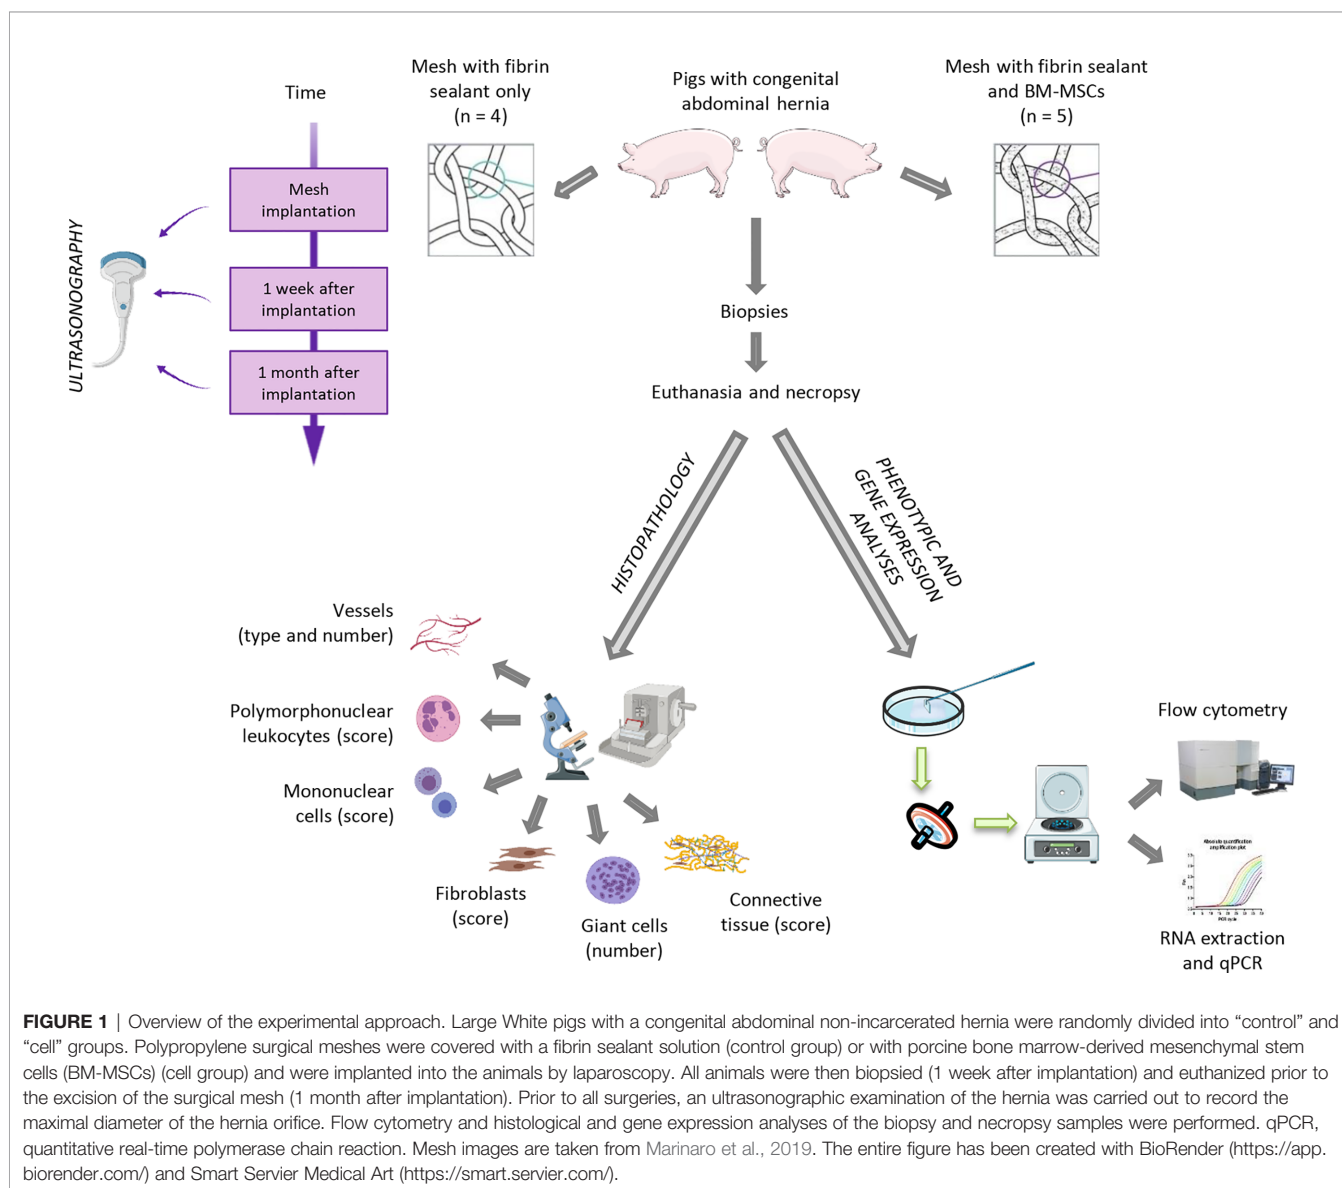 Time
Mesh with fibrin
sealant only
(n = 4)
Pigs with congenital
abdominal hernia
Mesh with fibrin sealant
and BM-MSCs
(n = 5)
ULTRASONOGRAPHY
Mesh
implantation
1 week after
implantation
1 month after
implantation
Biopsies
Euthanasia and necropsy
HISTOPATHOLOGY
PHENOTYPIC AND
GENE EXPRESSION
ANALYSES
Vessels
(type and number)
Polymorphonuclear
leukocytes (score)
Mononuclear
cells (score)
Fibroblasts
(score)
Giant cells
(number)
Connective
tissue (score)
Flow cytometry
Absolute quantification
amplification plot
PCR cycle
RNA extraction
and qPCR
FIGURE 1 | Overview of the experimental approach. Large White pigs with a congenital abdominal non-incarcerated hernia were randomly divided into “control” and
“cell” groups. Polypropylene surgical meshes were covered with a fibrin sealant solution (control group) or with porcine bone marrow-derived mesenchymal stem
cells (BM-MSCs) (cell group) and were implanted into the animals by laparoscopy. All animals were then biopsied (1 week after implantation) and euthanized prior to
the excision of the surgical mesh (1 month after implantation). Prior to all surgeries, an ultrasonographic examination of the hernia was carried out to record the
maximal diameter of the hernia orifice. Flow cytometry and histological and gene expression analyses of the biopsy and necropsy samples were performed. qPCR,
quantitative real-time polymerase chain reaction. Mesh images are taken from Marinaro et al., 2019. The entire figure has been created with BioRender (https://app.
biorender.com/) and Smart Servier Medical Art (https://smart.servier.com/).